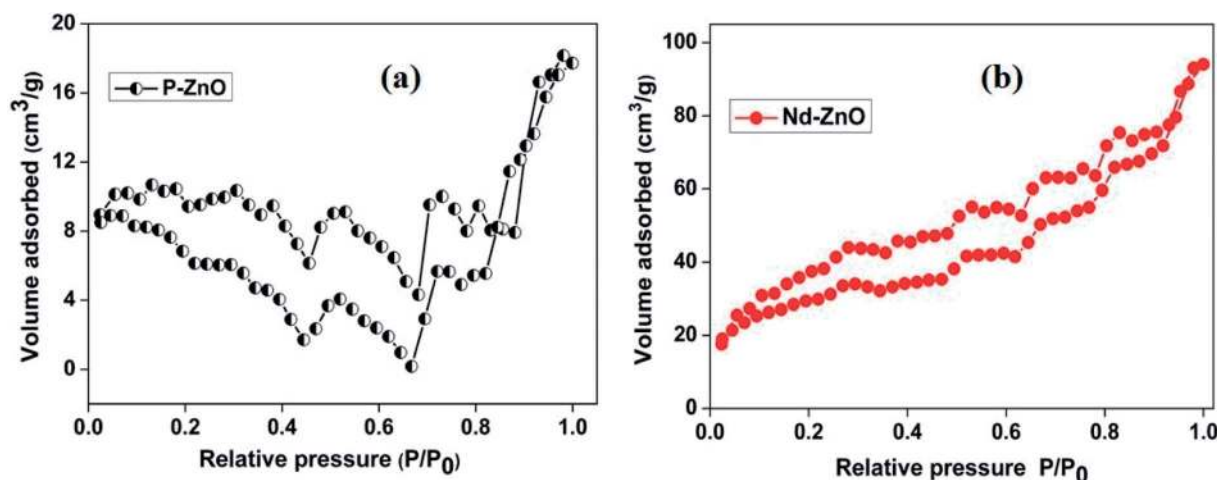 20
16
12
8
4
0
Volume adsorbed (cm³/g)
P-ZnO
(a)
0.0 0.2 0.4 0.6 0.8 1.0
Relative pressure (P/P₀)
100
80
60
40
20
0
Volume adsorbed (cm³/g)
Nd-ZnO
(b)
0.0 0.2 0.4 0.6 0.8 1.0
Relative pressure P/P₀